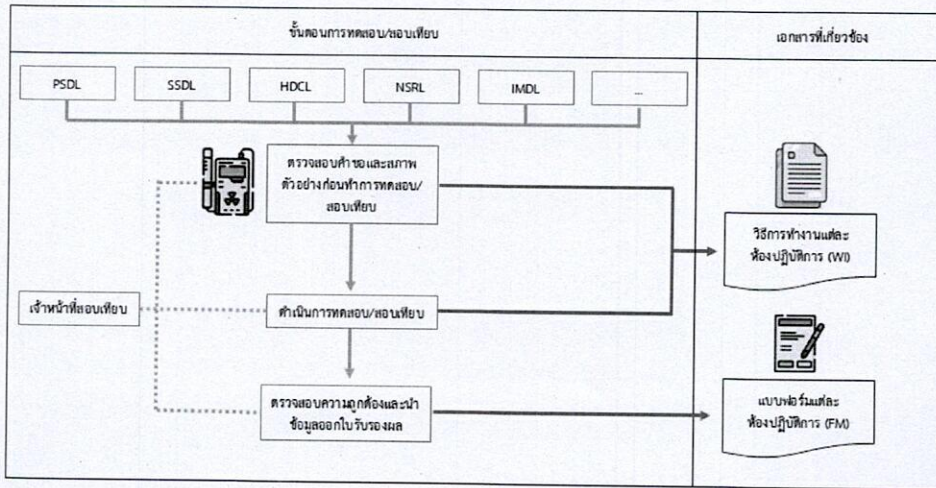 ขั้นตอนการทดสอบ/สอบเทียบ
เอกสารที่เกี่ยวข้อง
PSDL
SSDL
HDCL
NSRL
IMDL
...
ตรวจสอบคำขอและสภาพ
ตัวอย่างก่อนทำการทดสอบ/
สอบเทียบ
วิธีการทำงานแต่ละ
ห้องปฏิบัติการ (WI)
เจ้าหน้าที่สอบเทียบ
ดำเนินการทดสอบ/สอบเทียบ
ตรวจสอบความถูกต้องและนำ
ข้อมูลออกใบรับรองผล
แบบฟอร์มแต่ละ
ห้องปฏิบัติการ (FM)